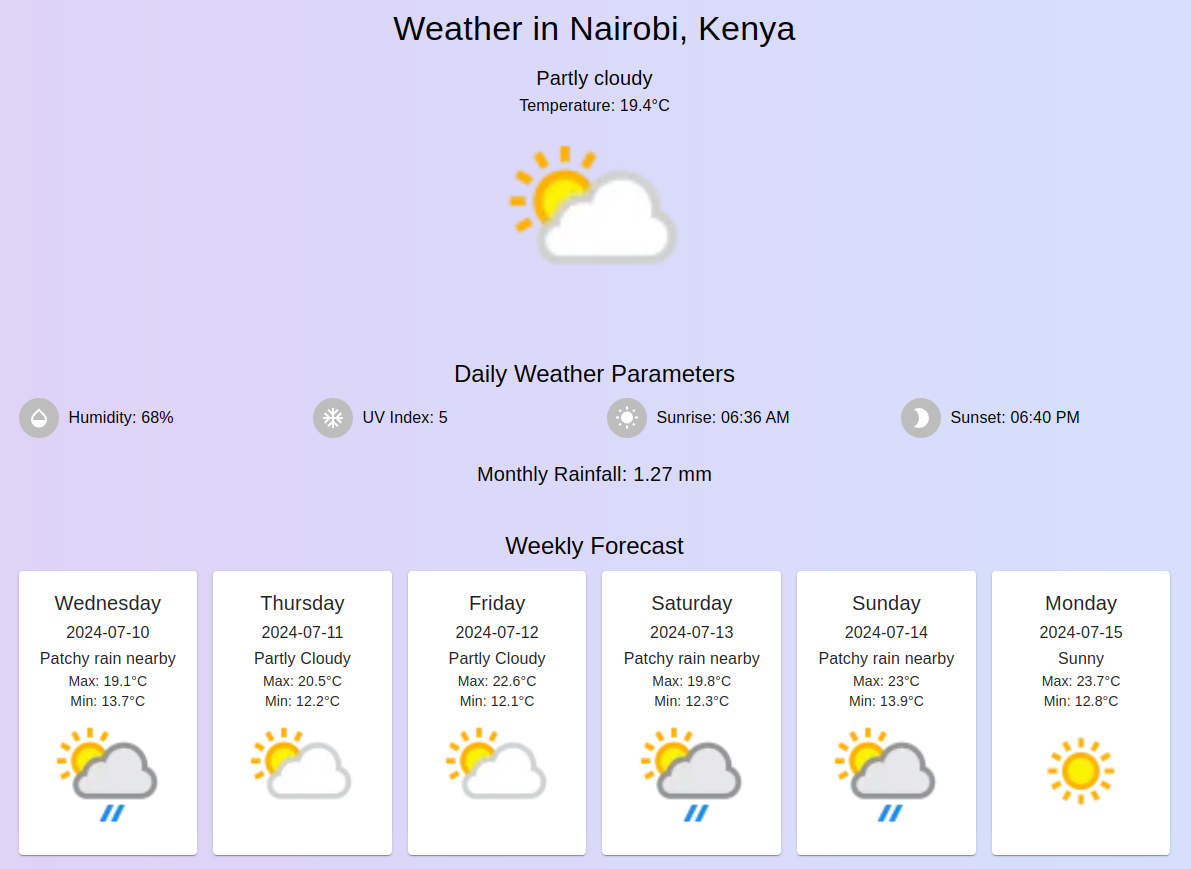 Weather in Nairobi, Kenya
Partly cloudy
Temperature: 19.4°C
Daily Weather Parameters
Humidity: 68%
UV Index: 5
Sunrise: 06:36 AM
Sunset: 06:40 PM
Monthly Rainfall: 1.27 mm
Weekly Forecast
Wednesday
2024-07-10
Patchy rain nearby
Max: 19.1°C
Min: 13.7°C
Thursday
2024-07-11
Partly Cloudy
Max: 20.5°C
Min: 12.2°C
Friday
2024-07-12
Partly Cloudy
Max: 22.6°C
Min: 12.1°C
Saturday
2024-07-13
Patchy rain nearby
Max: 19.8°C
Min: 12.3°C
Sunday
2024-07-14
Patchy rain nearby
Max: 23°C
Min: 13.9°C
Monday
2024-07-15
Sunny
Max: 23.7°C
Min: 12.8°C